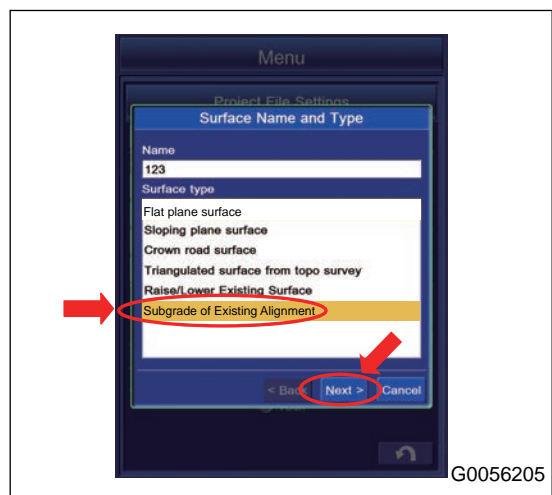 Menu
Project File Settings
Surface Name and Type
Name
123
Surface type
Flat plane surface
Sloping plane surface
Crown road surface
Triangulated surface from topo survey
Raise/Lower Existing Surface
Subgrade of Existing Alignment
< Back Next > Cancel
G0056205